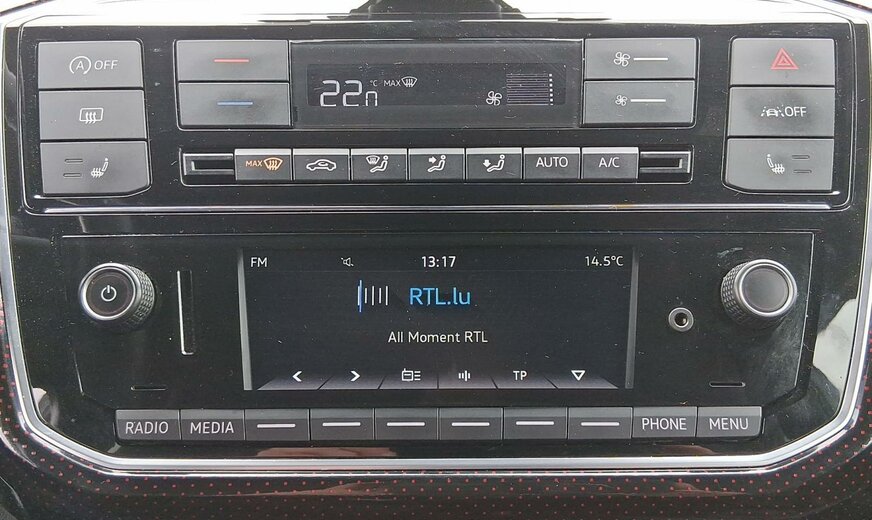 OFF
22
°C MAX
OFF
MAX
AUTO
A/C
FM
13:17
14.5°C
RTL.lu
All Moment RTL
TP
RADIO
MEDIA
PHONE
MENU